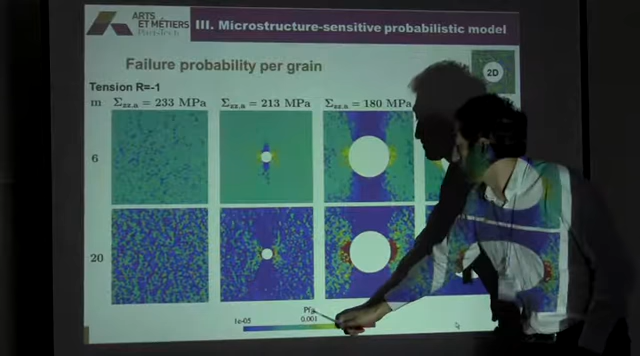 ARTS
ET MÉTIERS
ParisTech
III. Microstructure-sensitive probabilistic model
Failure probability per grain
2D
Tension R=-1
m Σzz,a = 233 MPa Σzz,a = 213 MPa Σzz,a = 180 MPa
6
20
1e-05
0.001